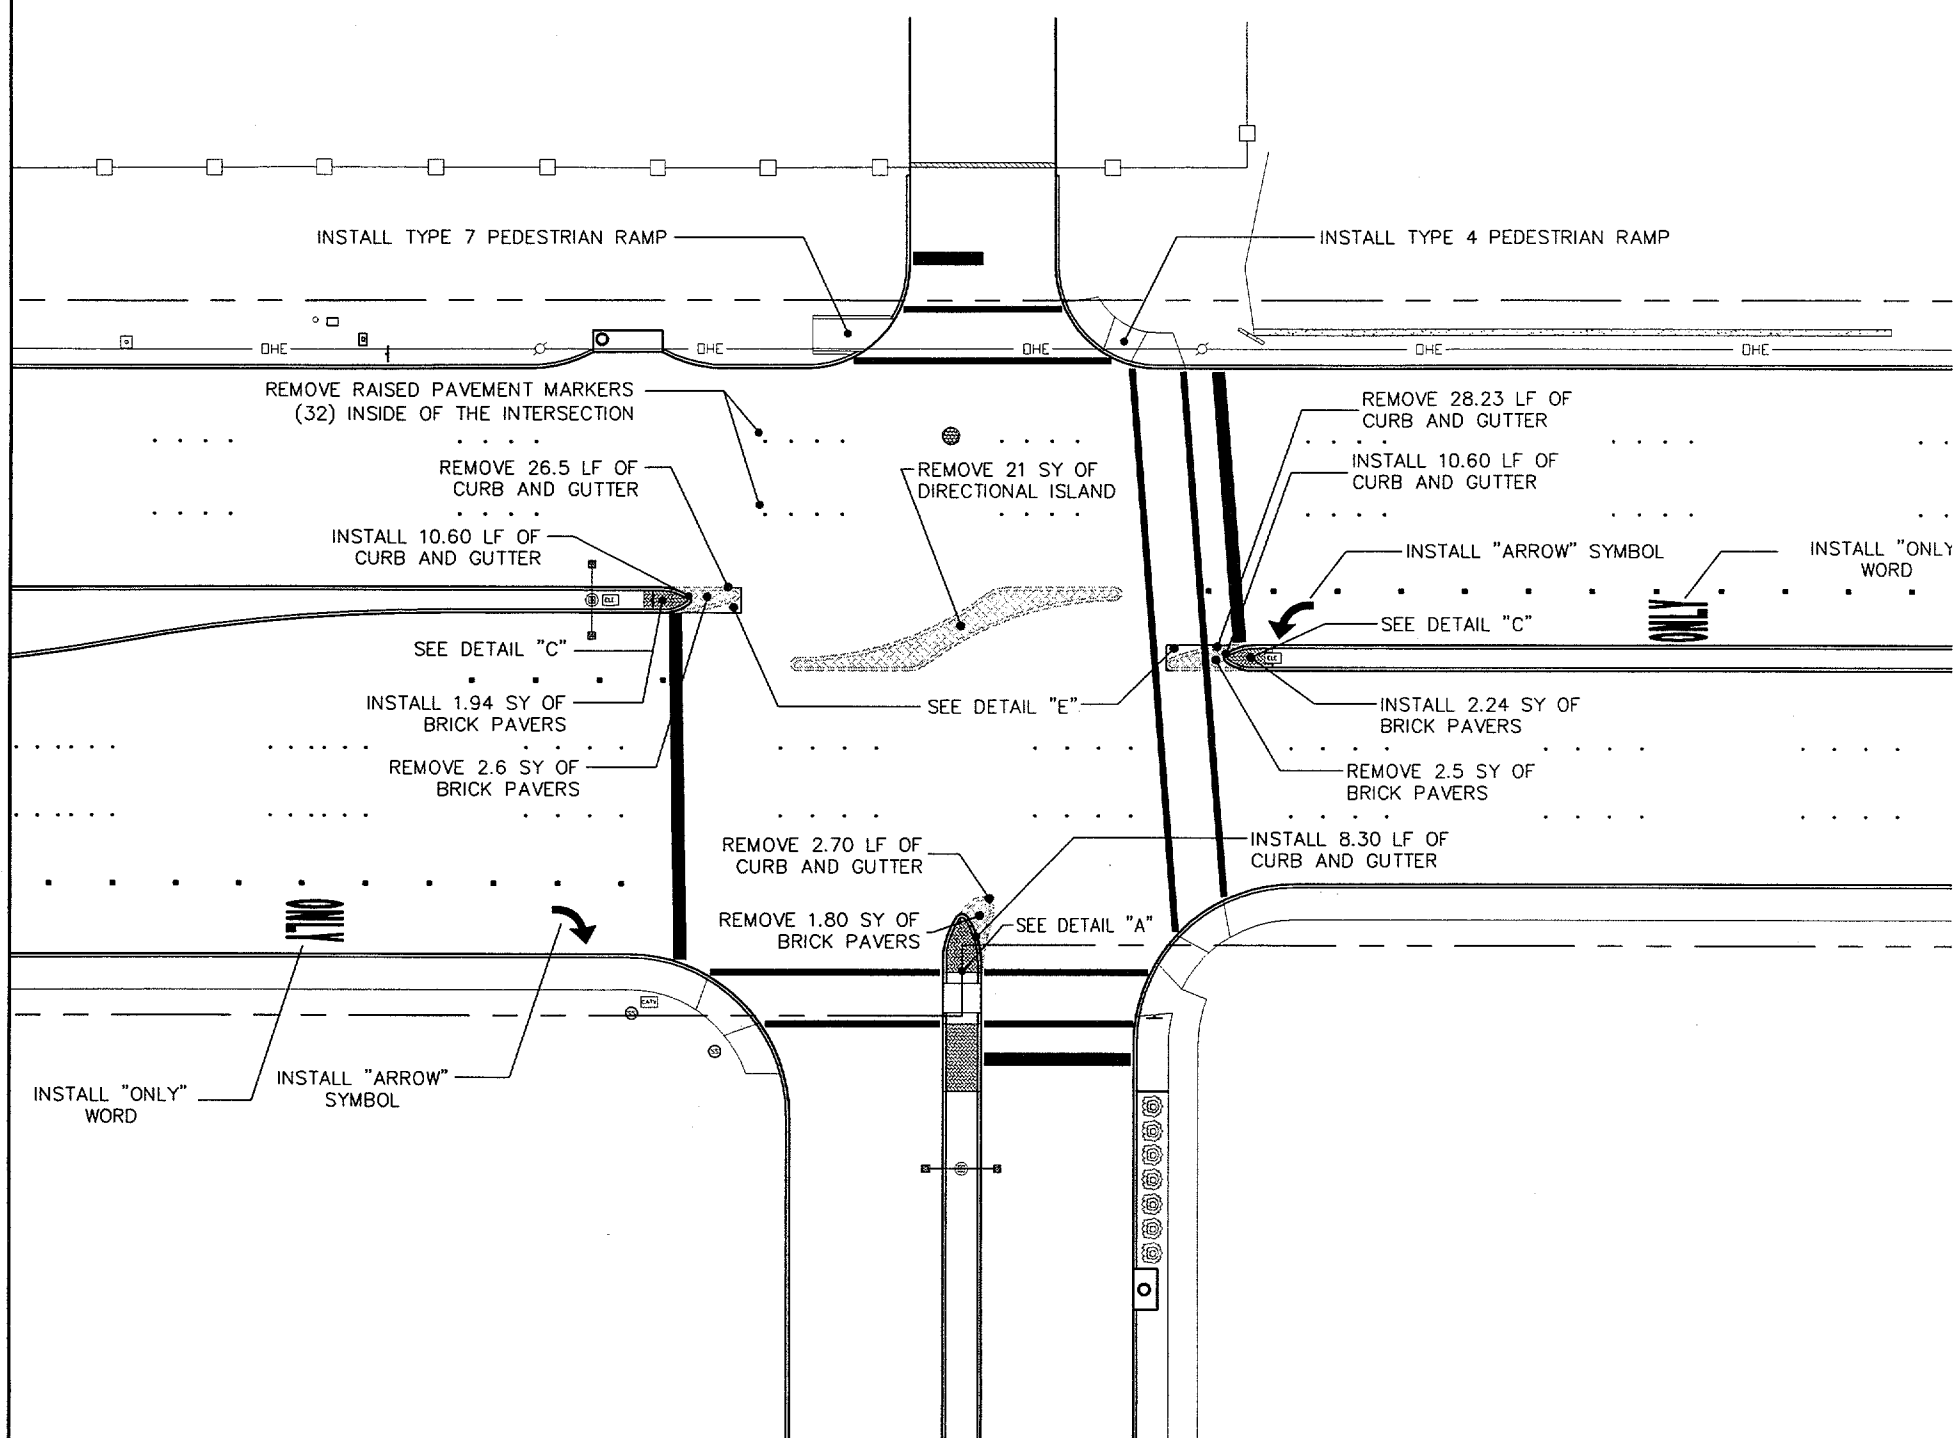 INSTALL TYPE 7 PEDESTRIAN RAMP
INSTALL TYPE 4 PEDESTRIAN RAMP
OHE
OHE
OHE
OHE
OHE
REMOVE RAISED PAVEMENT MARKERS
(32) INSIDE OF THE INTERSECTION
REMOVE 28.23 LF OF
CURB AND GUTTER
REMOVE 26.5 LF OF
CURB AND GUTTER
REMOVE 21 SY OF
DIRECTIONAL ISLAND
INSTALL 10.60 LF OF
CURB AND GUTTER
INSTALL 10.60 LF OF
CURB AND GUTTER
INSTALL "ARROW" SYMBOL
INSTALL "ONLY
WORD
ONLY
SEE DETAIL "C"
SEE DETAIL "C"
INSTALL 1.94 SY OF
BRICK PAVERS
SEE DETAIL "E"
INSTALL 2.24 SY OF
BRICK PAVERS
REMOVE 2.6 SY OF
BRICK PAVERS
REMOVE 2.5 SY OF
BRICK PAVERS
REMOVE 2.70 LF OF
CURB AND GUTTER
INSTALL 8.30 LF OF
CURB AND GUTTER
REMOVE 1.80 SY OF
BRICK PAVERS
SEE DETAIL "A"
ONLY
CATV
INSTALL "ONLY"
WORD
INSTALL "ARROW"
SYMBOL